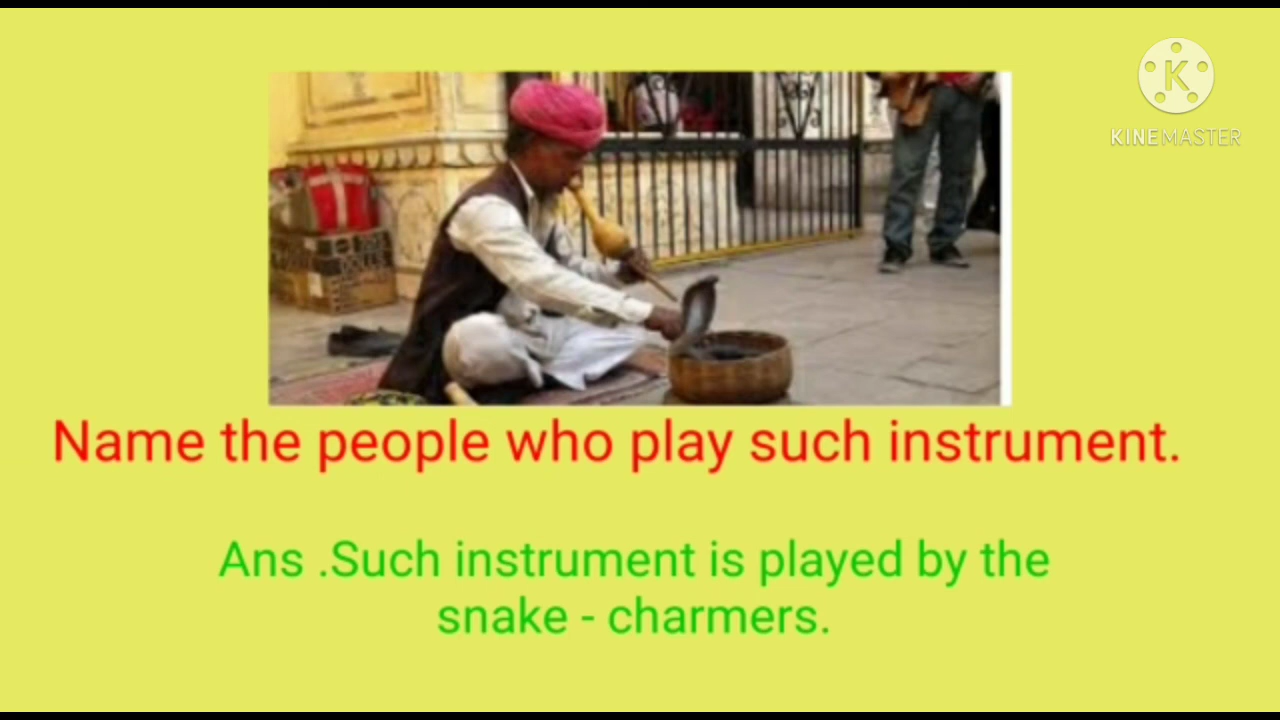 K
KINEMASTER
Name the people who play such instrument.
Ans .Such instrument is played by the
snake - charmers.